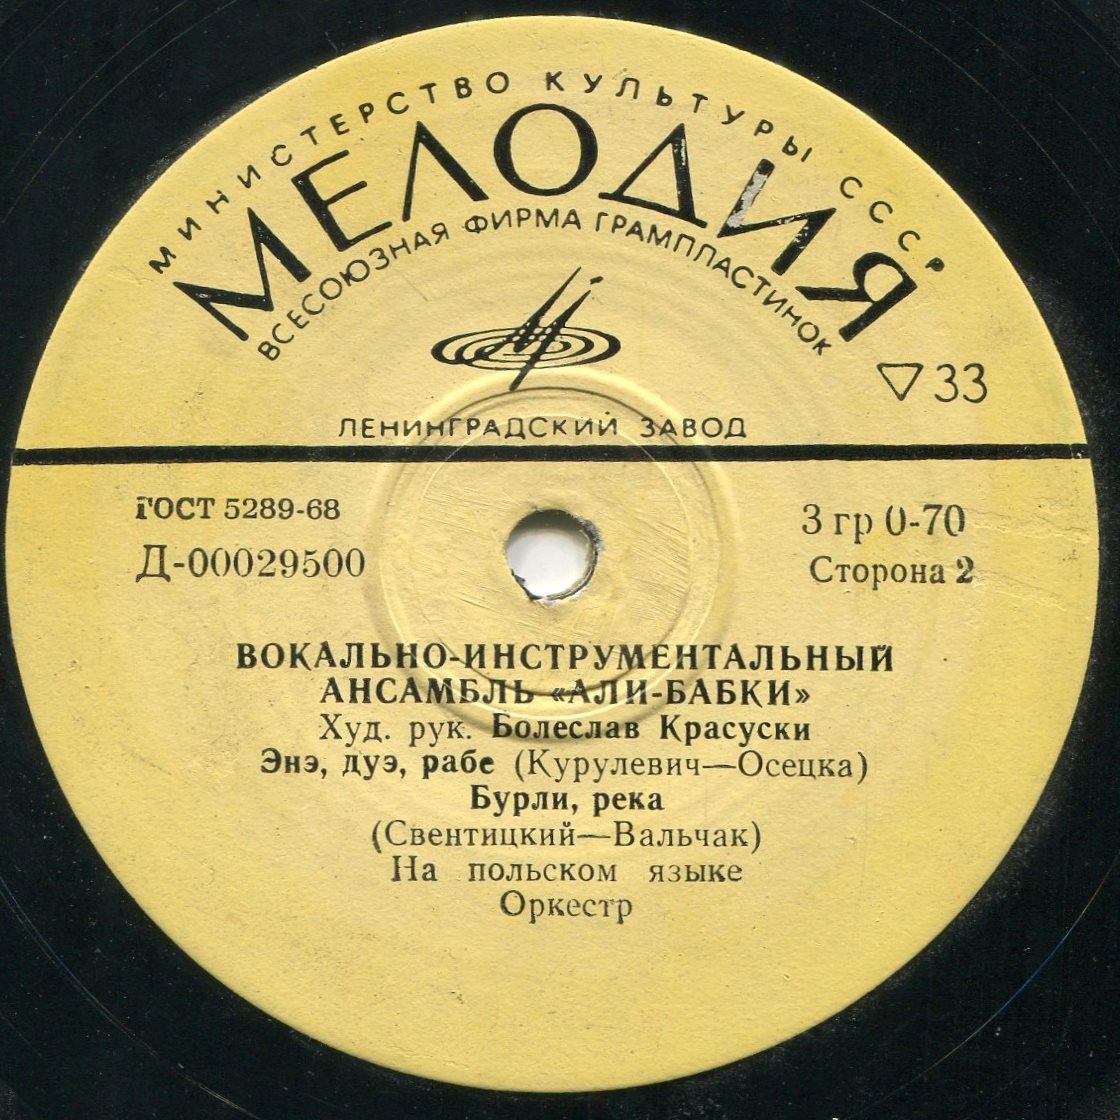 МИНИСТЕРСТВО КУЛЬТУРЫ СССР
МЕЛОДИЯ
ВСЕСОЮЗНАЯ ФИРМА ГРАМПЛАСТИНОК
▽33
ЛЕНИНГРАДСКИЙ ЗАВОД
ГОСТ 5289-68
3 гр 0-70
Д-00029500
Сторона 2
ВОКАЛЬНО-ИНСТРУМЕНТАЛЬНЫЙ
АНСАМБЛЬ «АЛИ-БАБКИ»
Худ. рук. Болеслав Красуски
Энэ, дуэ, рабе (Курулевич—Осецка)
Бурли, река
(Свентицкий—Вальчак)
На польском языке
Оркестр